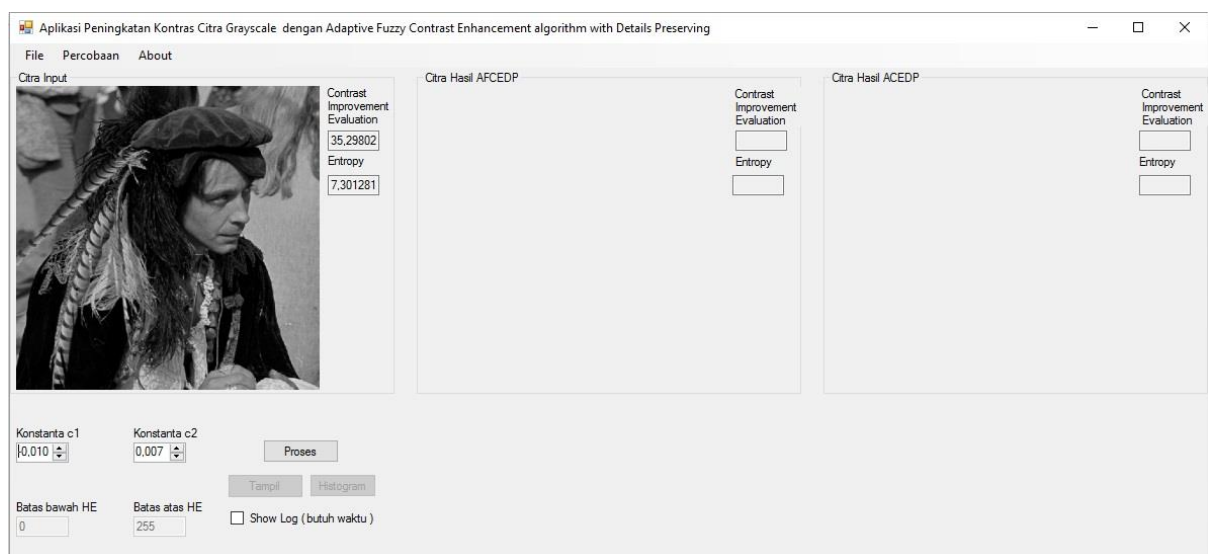 Aplikasi Peningkatan Kontras Citra Grayscale dengan Adaptive Fuzzy Contrast Enhancement algorithm with Details Preserving
File Percobaan About
Citra Input
Contrast
Improvement
Evaluation
35,29802
Entropy
7,301281
Citra Hasil AFCEDP
Contrast
Improvement
Evaluation
Entropy
Citra Hasil ACEDP
Contrast
Improvement
Evaluation
Entropy
Konstanta c1 Konstanta c2
-0,010 0,007 Proses
Tampil Histogram
Batas bawah HE Batas atas HE
0 255 Show Log ( butuh waktu )